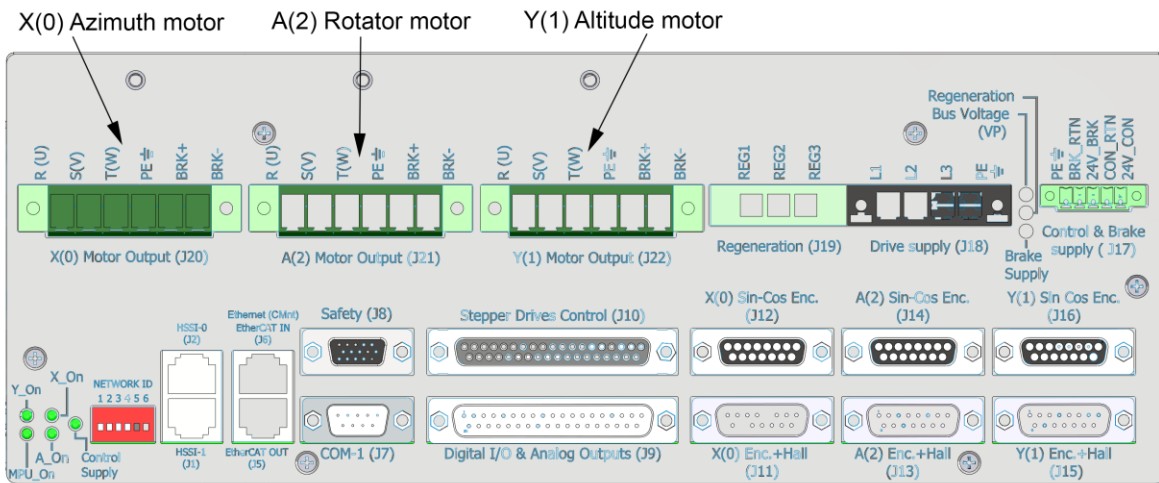 X(0) Azimuth motor
A(2) Rotator motor
Y(1) Altitude motor
Regeneration
Bus Voltage
(VP)
R (U)
S(V)
T(W)
PE
BRK+
BRK-
R (U)
S(V)
T(W)
PE
BRK+
BRK-
R (U)
S(V)
T(W)
PE
BRK+
BRK-
REG1
REG2
REG3
L1
L2
L3
PE
PE
BRK_RTN
24V_BRK
CON_RTN
24V_CON
X(0) Motor Output (J20)
A(2) Motor Output (J21)
Y(1) Motor Output (J22)
Regeneration (J19)
Drive supply (J18)
Brake
Supply
Control & Brake
supply ( J17)
HSSI-0
(J2)
Ethernet (CMnt)
EtherCAT IN
(J6)
Safety (J8)
Stepper Drives Control (J10)
X(0) Sin-Cos Enc.
(J12)
A(2) Sin-Cos Enc.
(J14)
Y(1) Sin Cos Enc.
(J16)
Y_On
X_On
NETWORK ID
1 2 3 4 5 6
MPU_On
A_On
Control
Supply
HSSI-1
(J1)
EtherCAT OUT
(J5)
COM-1 (J7)
Digital I/O & Analog Outputs (J9)
X(0) Enc.+Hall
(J11)
A(2) Enc.+Hall
(J13)
Y(1) Enc.+Hall
(J15)